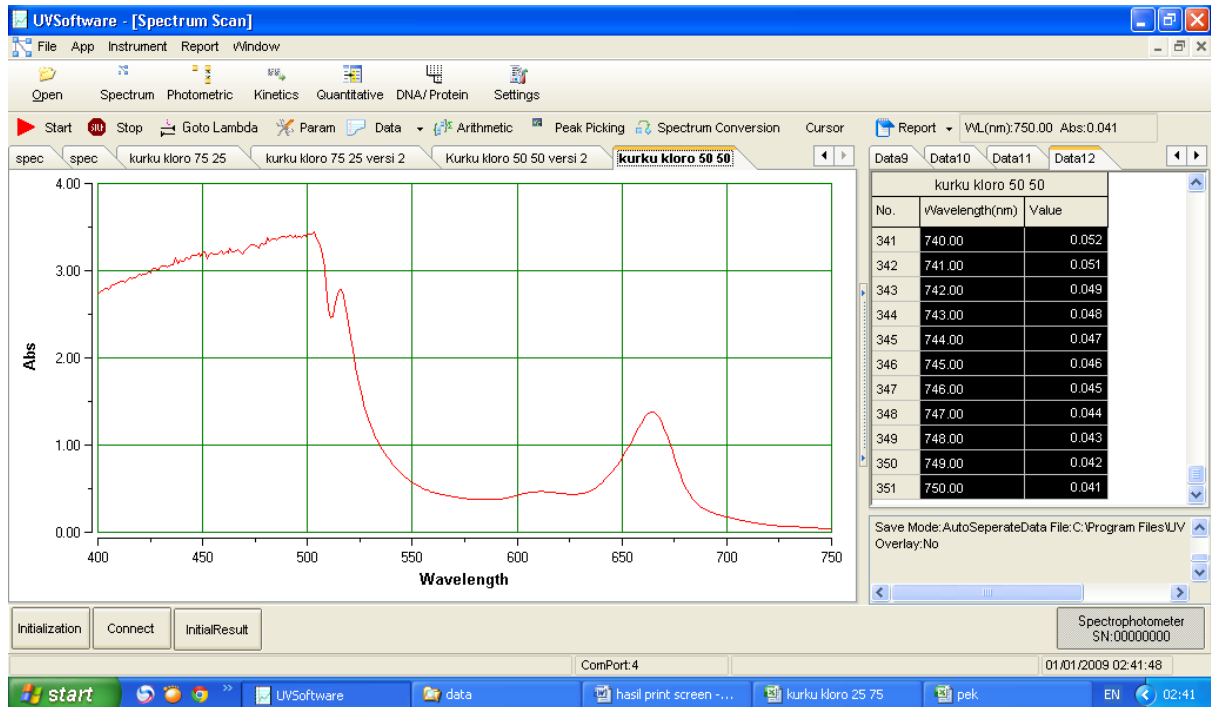 UVSoftware - [Spectrum Scan]
File App Instrument Report Window
Open Spectrum Photometric Kinetics Quantitative DNA/Protein Settings
Start Stop Goto Lambda Param Data Arithmetic Peak Picking Spectrum Conversion Cursor Report WL(nm):750.00 Abs:0.041
spec spec kurku kloro 75 25 kurku kloro 75 25 versi 2 Kurku kloro 50 50 versi 2 kurku kloro 50 50 Data9 Data10 Data11 Data12
4.00
3.00
2.00
1.00
0.00
Abs
400 450 500 550 600 650 700 750
Wavelength
kurku kloro 50 50
No. Wavelength(nm) Value
341 740.00 0.052
342 741.00 0.051
343 742.00 0.049
344 743.00 0.048
345 744.00 0.047
346 745.00 0.046
347 746.00 0.045
348 747.00 0.044
349 748.00 0.043
350 749.00 0.042
351 750.00 0.041
Save Mode:AutoSeperateData File:C:\Program Files\UV
Overlay:No
Initialization Connect InitialResult
Spectrophotometer
SN:00000000
ComPort:4 01/01/2009 02:41:48
start UVSoftware data hasil print screen -... kurku kloro 25 75 pek EN 02:41